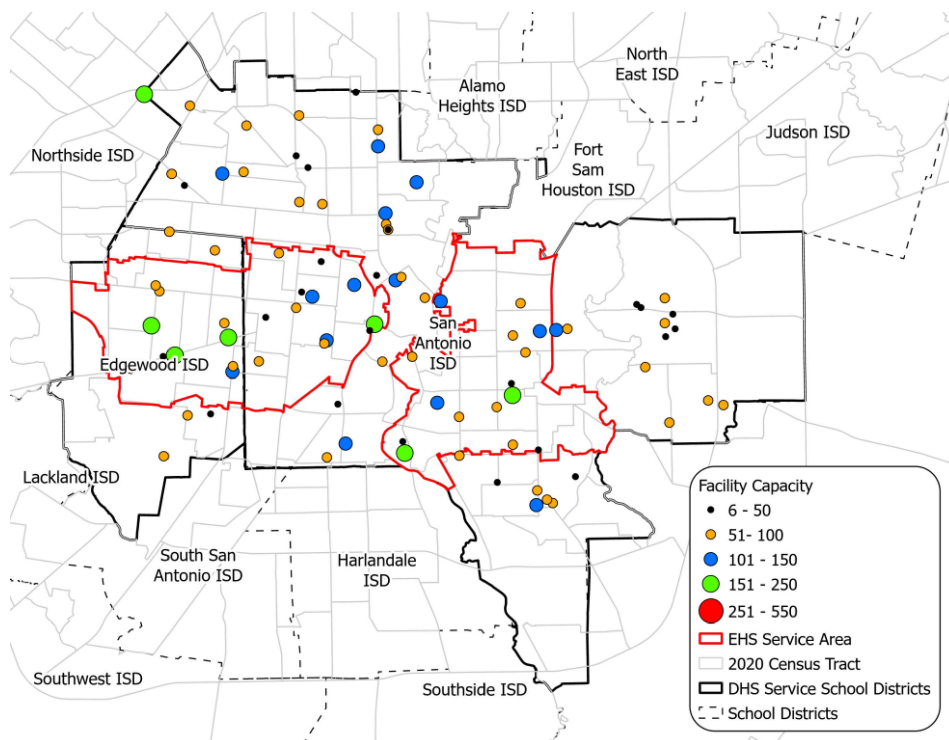 North
East ISD
Alamo
Heights ISD
Judson ISD
Northside ISD
Fort
Sam
Houston ISD
San
Antonio
ISD
Edgewood ISD
Lackland ISD
South San
Antonio ISD
Harlandale
ISD
Southwest ISD
Southside ISD
Facility Capacity
6 - 50
51- 100
101 - 150
151 - 250
251 - 550
EHS Service Area
2020 Census Tract
DHS Service School Districts
School Districts